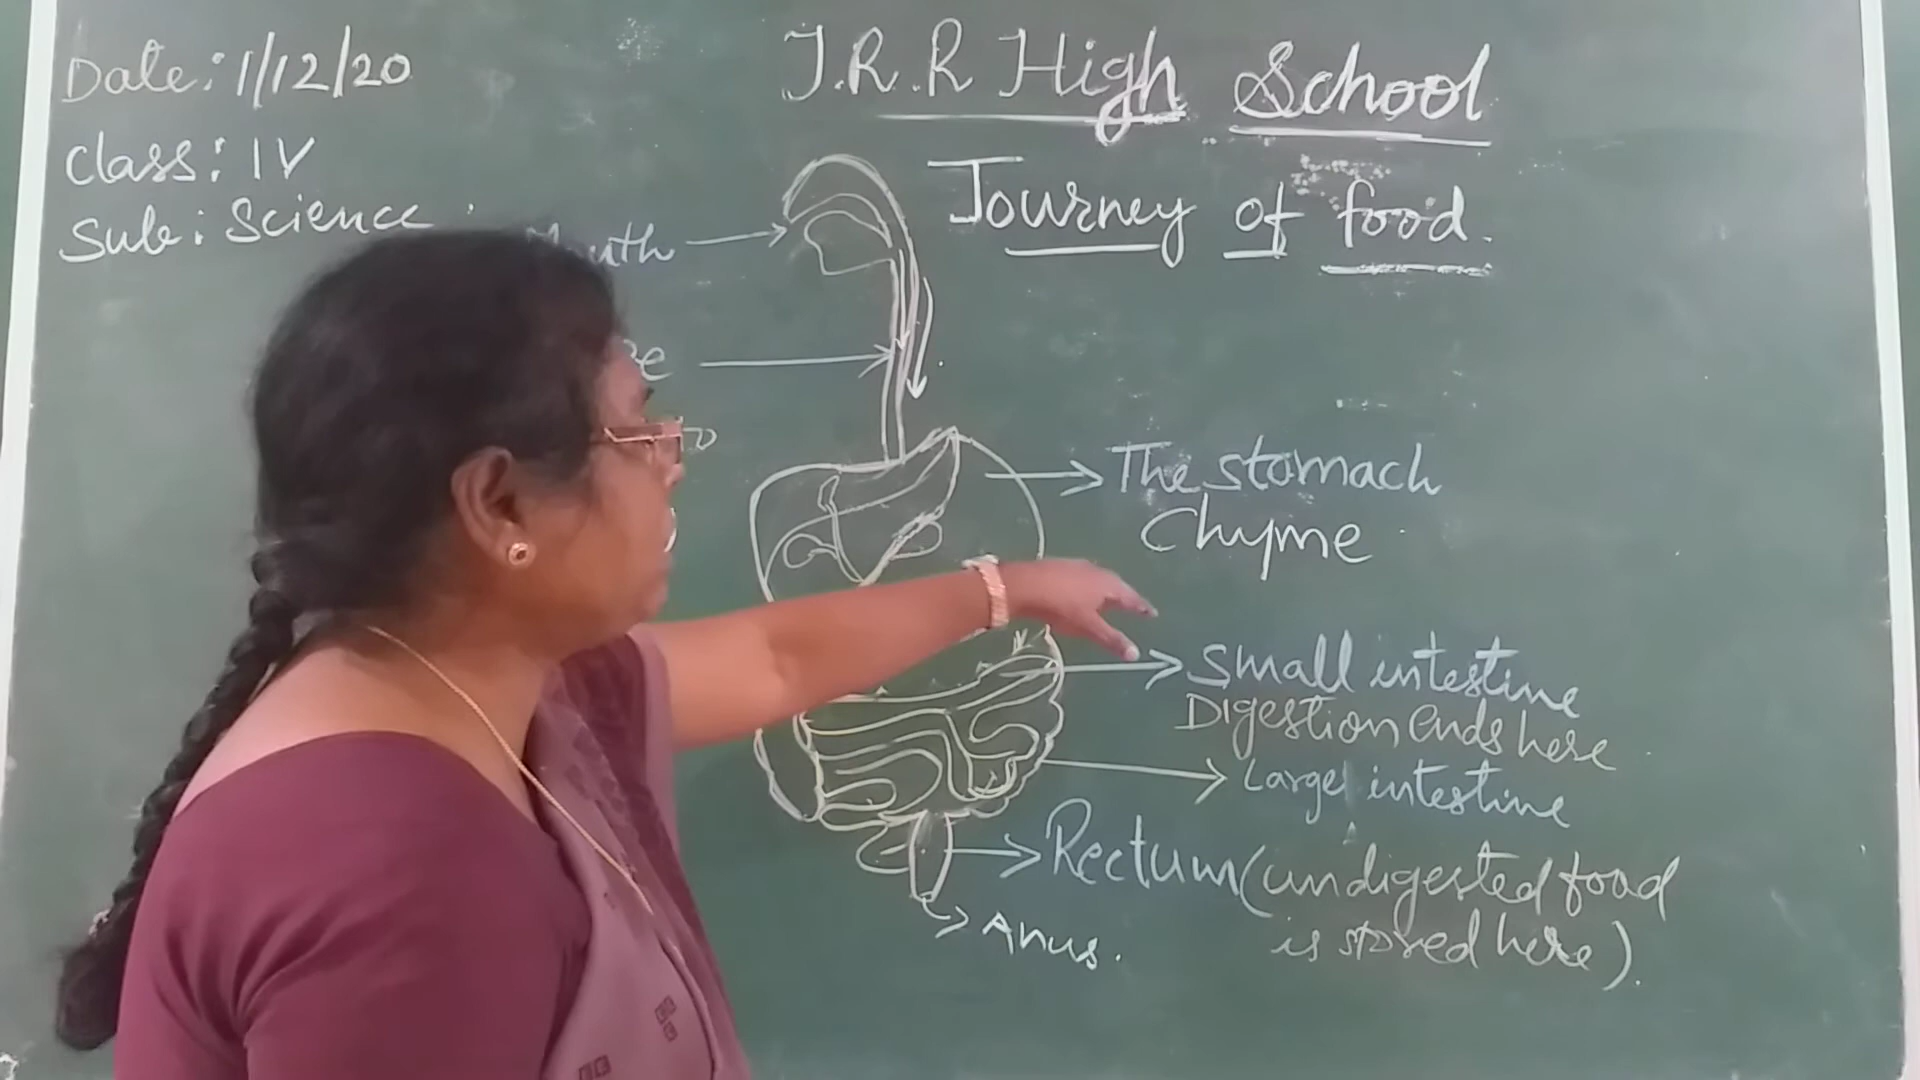 Date: 1/12/20
Class: IV
Sub: Science
J.R.R High School
Journey of food.
The stomach
Chyme
Small intestine
Digestion ends here
Large intestine
Rectum (undigested food
is stored here).
Anus.